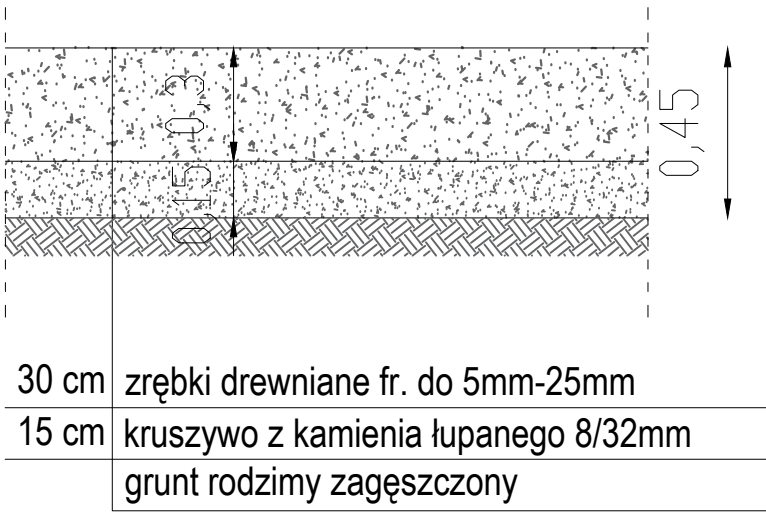 0,3
0,15
0,45
30 cm zrębki drewniane fr. do 5mm-25mm
15 cm kruszywo z kamienia łupanego 8/32mm
grunt rodzimy zagęszczony